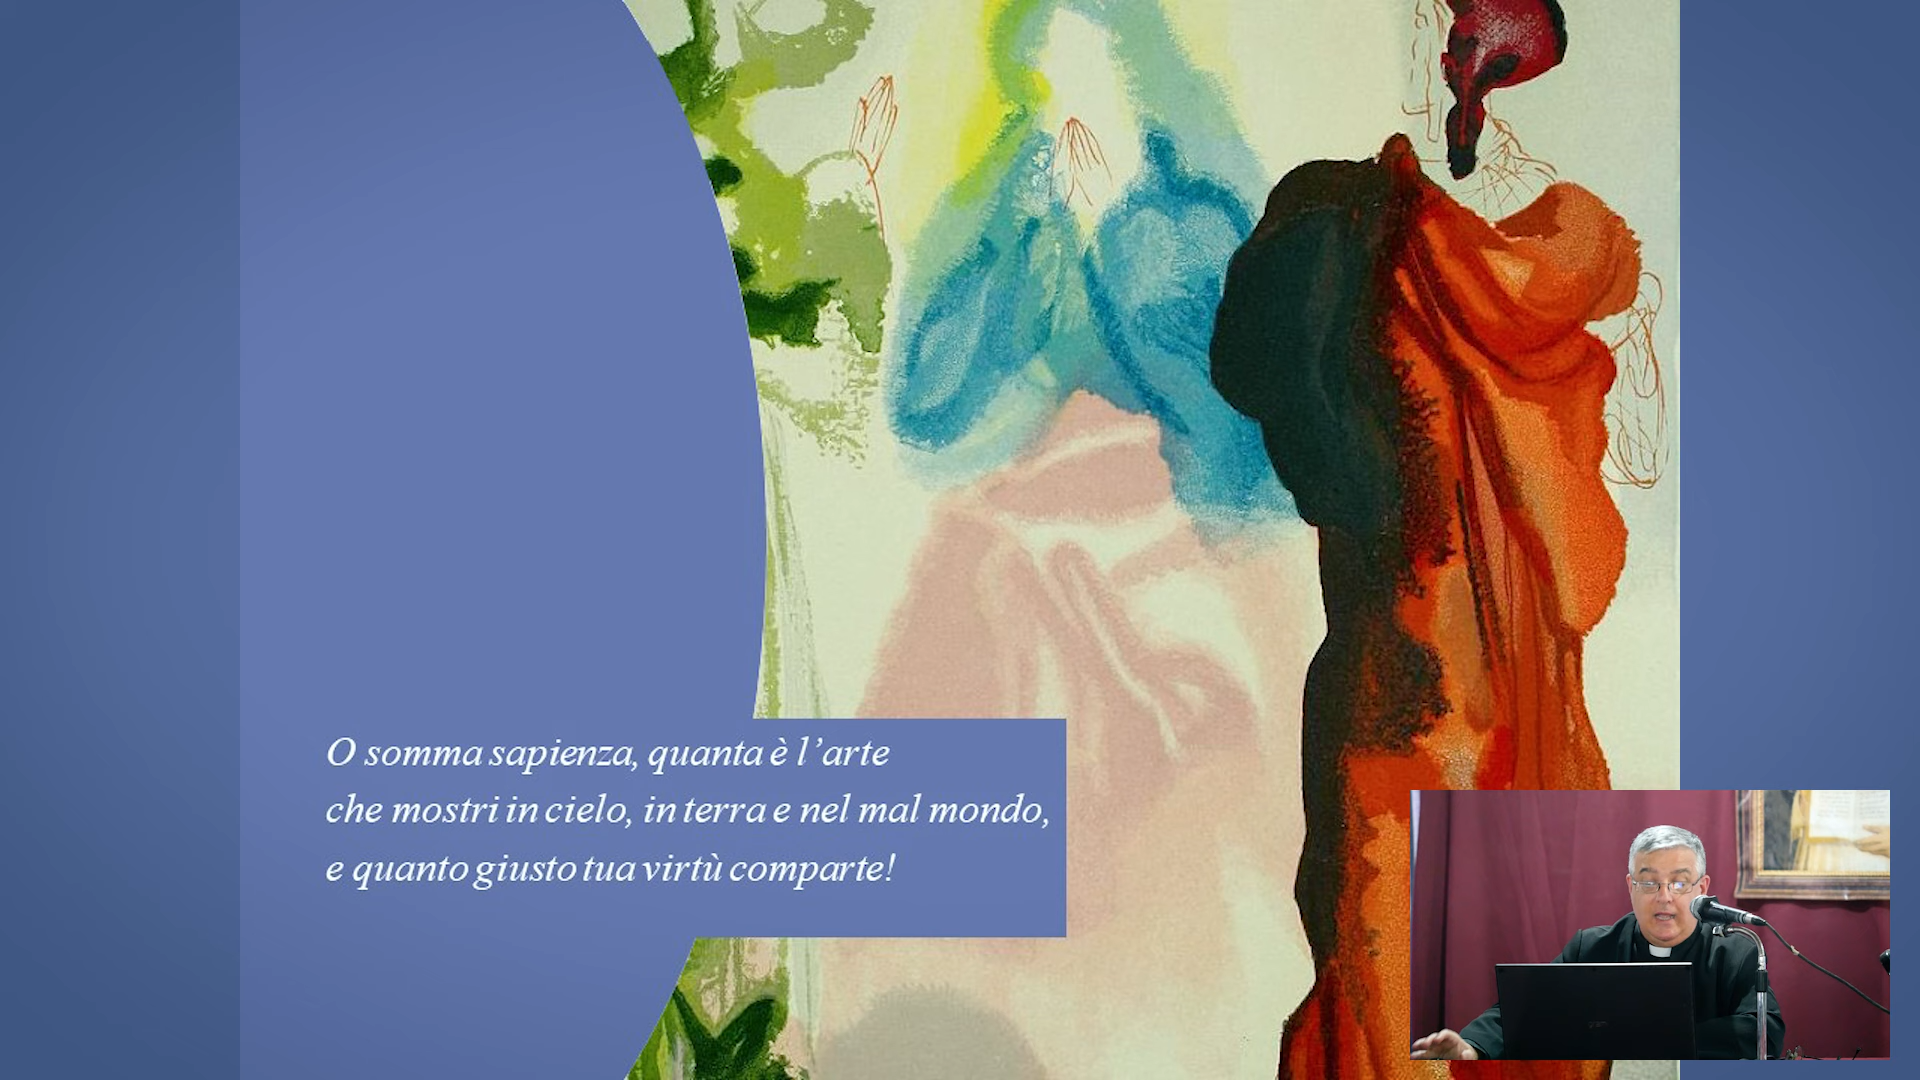 O somma sapienza, quanta è l’arte
che mostri in cielo, in terra e nel mal mondo,
e quanto giusto tua virtù comparte!